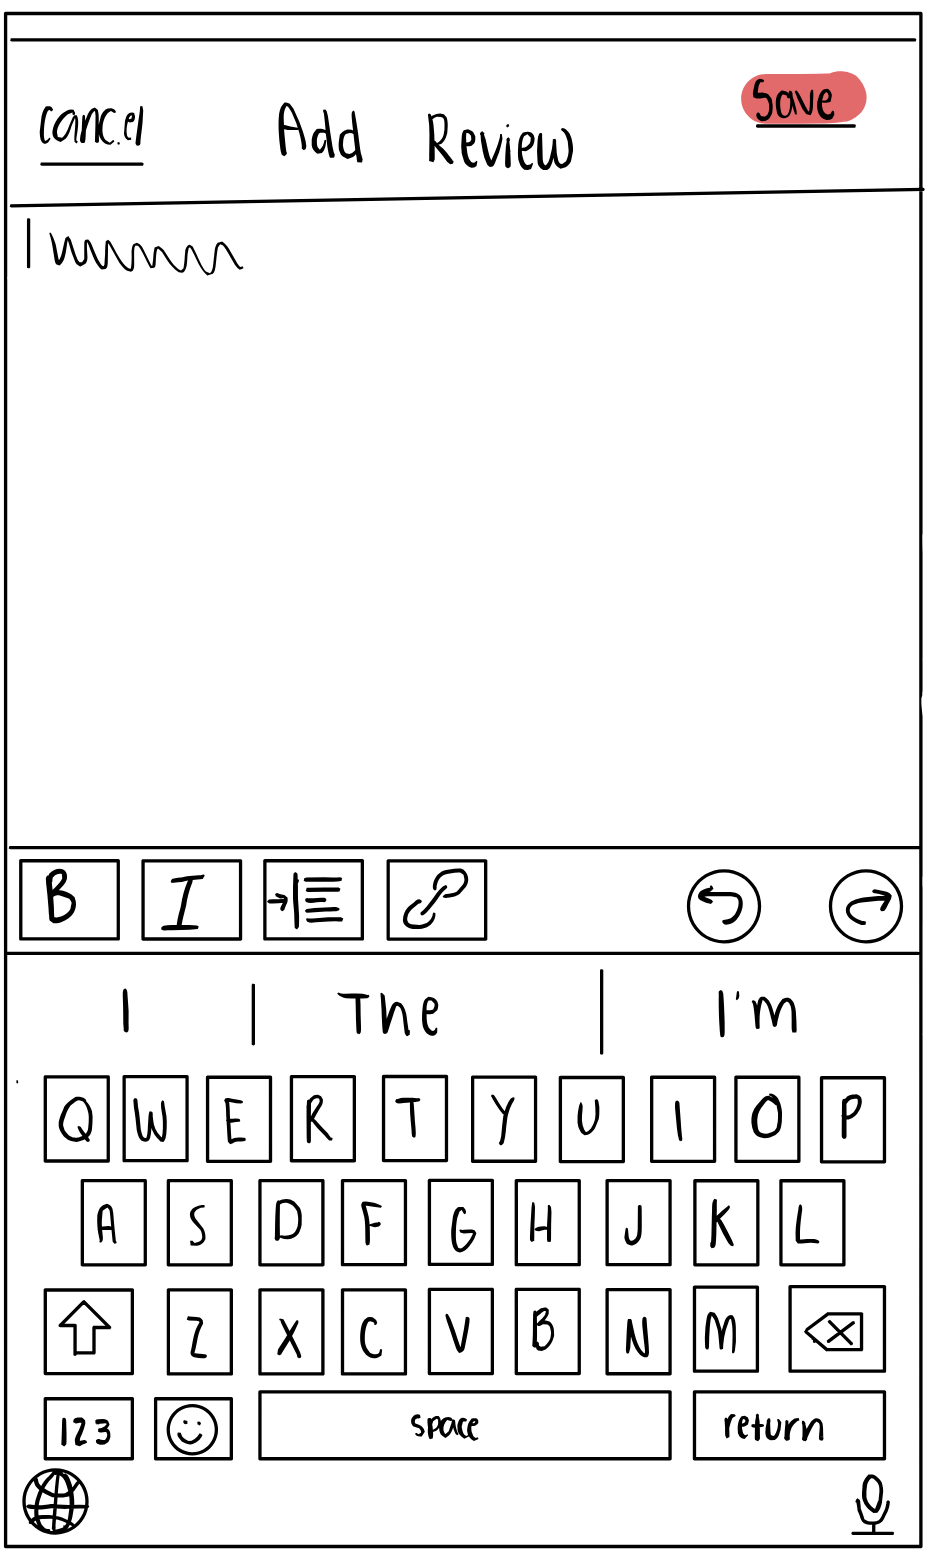 cancel Add Review Save
B I
I The I'm
Q W E R T Y U I O P
A S D F G H J K L
Z X C V B N M
123 space return